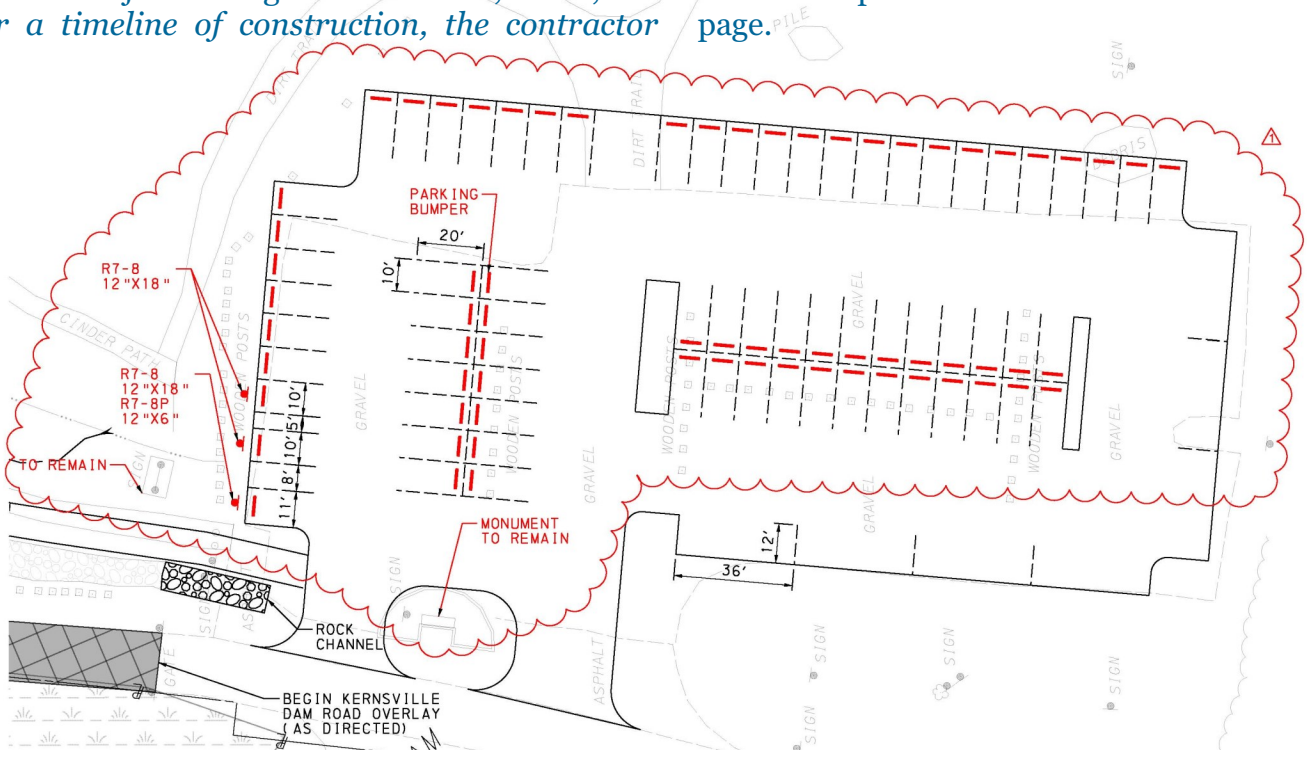 r a timeline of construction, the contractor
page.
PILE
SIGN
DIRT TRAIL
DIRT TRAIL
DEBRIS
1
PARKING
BUMPER
20'
10'
R7-8
12"X18"
CINDER PATH
WOODEN POSTS
R7-8
12"X18"
R7-8P
12"X6"
GRAVEL
WOODEN POSTS
GRAVEL
WOODEN POSTS
GRAVEL
WOODEN POSTS
GRAVEL
GRAVEL
10'
5'
10'
8'
11'
TO REMAIN
SIGN
MONUMENT
TO REMAIN
12'
36'
SIGN
SIGN
ROCK
CHANNEL
ASPHALT
GATE
BEGIN KERNSVILLE
DAM ROAD OVERLAY
(AS DIRECTED)
SIGN
SIGN
SIGN
SIGN